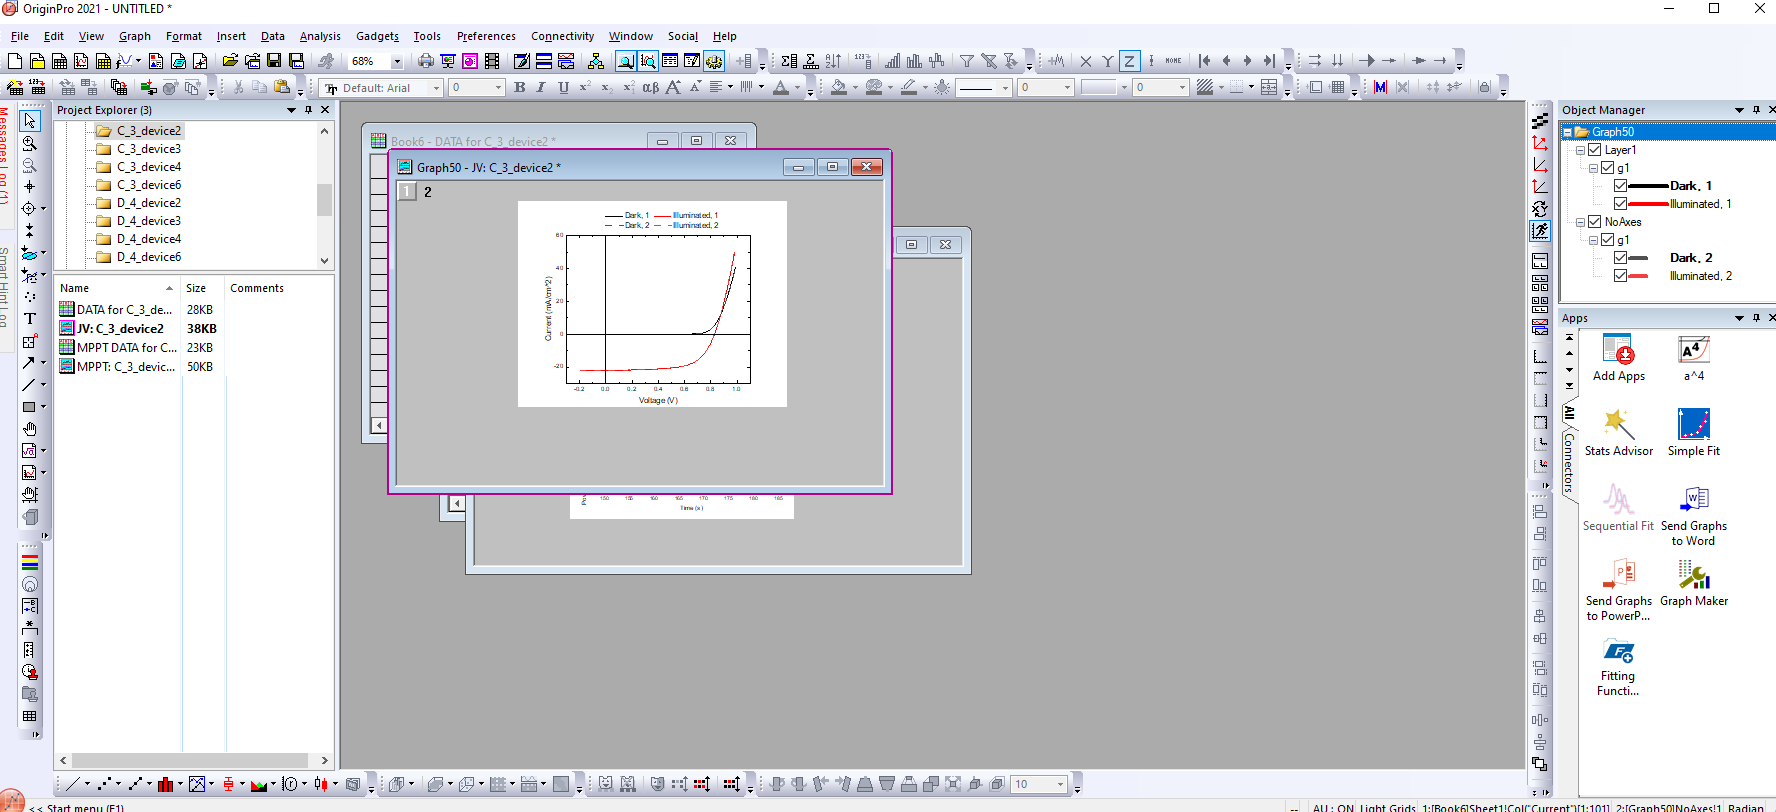 OriginPro 2021 - UNTITLED *
File Edit View Graph Format Insert Data Analysis Gadgets Tools Preferences Connectivity Window Social Help
68%
Default: Arial 0 B I U αβ A A 0 0
Messages Log (1)
Smart Hint Log
Project Explorer (3)
C_3_device2
C_3_device3
C_3_device4
C_3_device6
D_4_device2
D_4_device3
D_4_device4
D_4_device6
Name Size Comments
DATA for C_3_de... 28KB
JV: C_3_device2 38KB
MPPT DATA for C... 23KB
MPPT: C_3_devic... 50KB
Book6 - DATA for C_3_device2 *
Graph50 - JV: C_3_device2 *
1 2
Dark, 1 Illuminated, 1
Dark, 2 Illuminated, 2
60
40
20
0
-20
Current (mA/cm^2)
-0.2 0.0 0.2 0.4 0.6 0.8 1.0
Voltage (V)
150 155 160 165 170 175 180 185
Time (s)
Object Manager
Graph50
Layer1
g1
Dark, 1
Illuminated, 1
NoAxes
g1
Dark, 2
Illuminated, 2
Apps
All
Connectors
Add Apps
a^4
Stats Advisor
Simple Fit
Sequential Fit
Send Graphs to Word
Send Graphs to PowerP...
Graph Maker
Fitting Functi...
10
<< Start menu (F1)
-- AU : ON Light Grids 1:[Book6]Sheet1!Col("Current")[1:101] 2:[Graph50]NoAxes!1 Radian